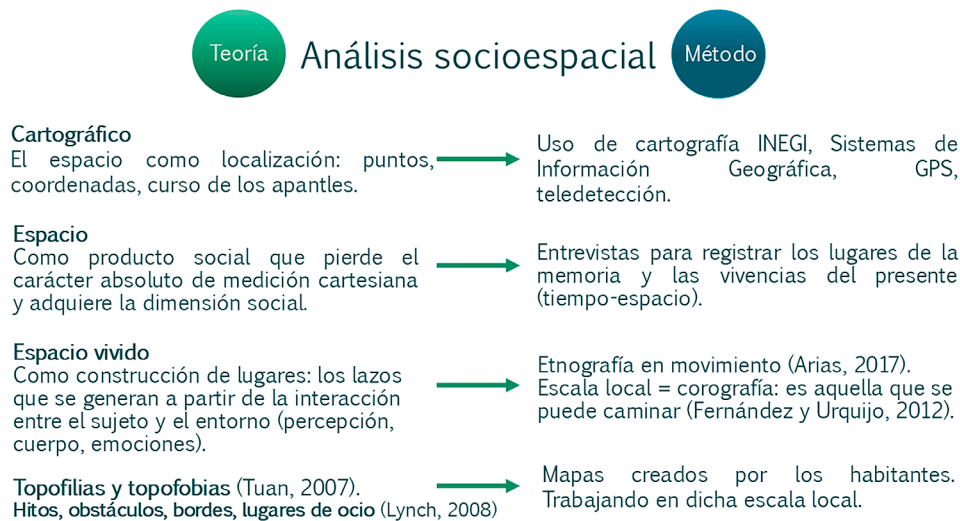 Teoría
Análisis socioespacial
Método
Cartográfico
El espacio como localización: puntos,
coordenadas, curso de los apantles.
Uso de cartografía INEGI, Sistemas de
Información Geográfica, GPS,
teledetección.
Espacio
Como producto social que pierde el
carácter absoluto de medición cartesiana
y adquiere la dimensión social.
Entrevistas para registrar los lugares de la
memoria y las vivencias del presente
(tiempo-espacio).
Espacio vivido
Como construcción de lugares: los lazos
que se generan a partir de la interacción
entre el sujeto y el entorno (percepción,
cuerpo, emociones).
Etnografía en movimiento (Arias, 2017).
Escala local = corografía: es aquella que se
puede caminar (Fernández y Urquijo, 2012).
Topofilias y topofobias (Tuan, 2007).
Hitos, obstáculos, bordes, lugares de ocio (Lynch, 2008)
Mapas creados por los habitantes.
Trabajando en dicha escala local.